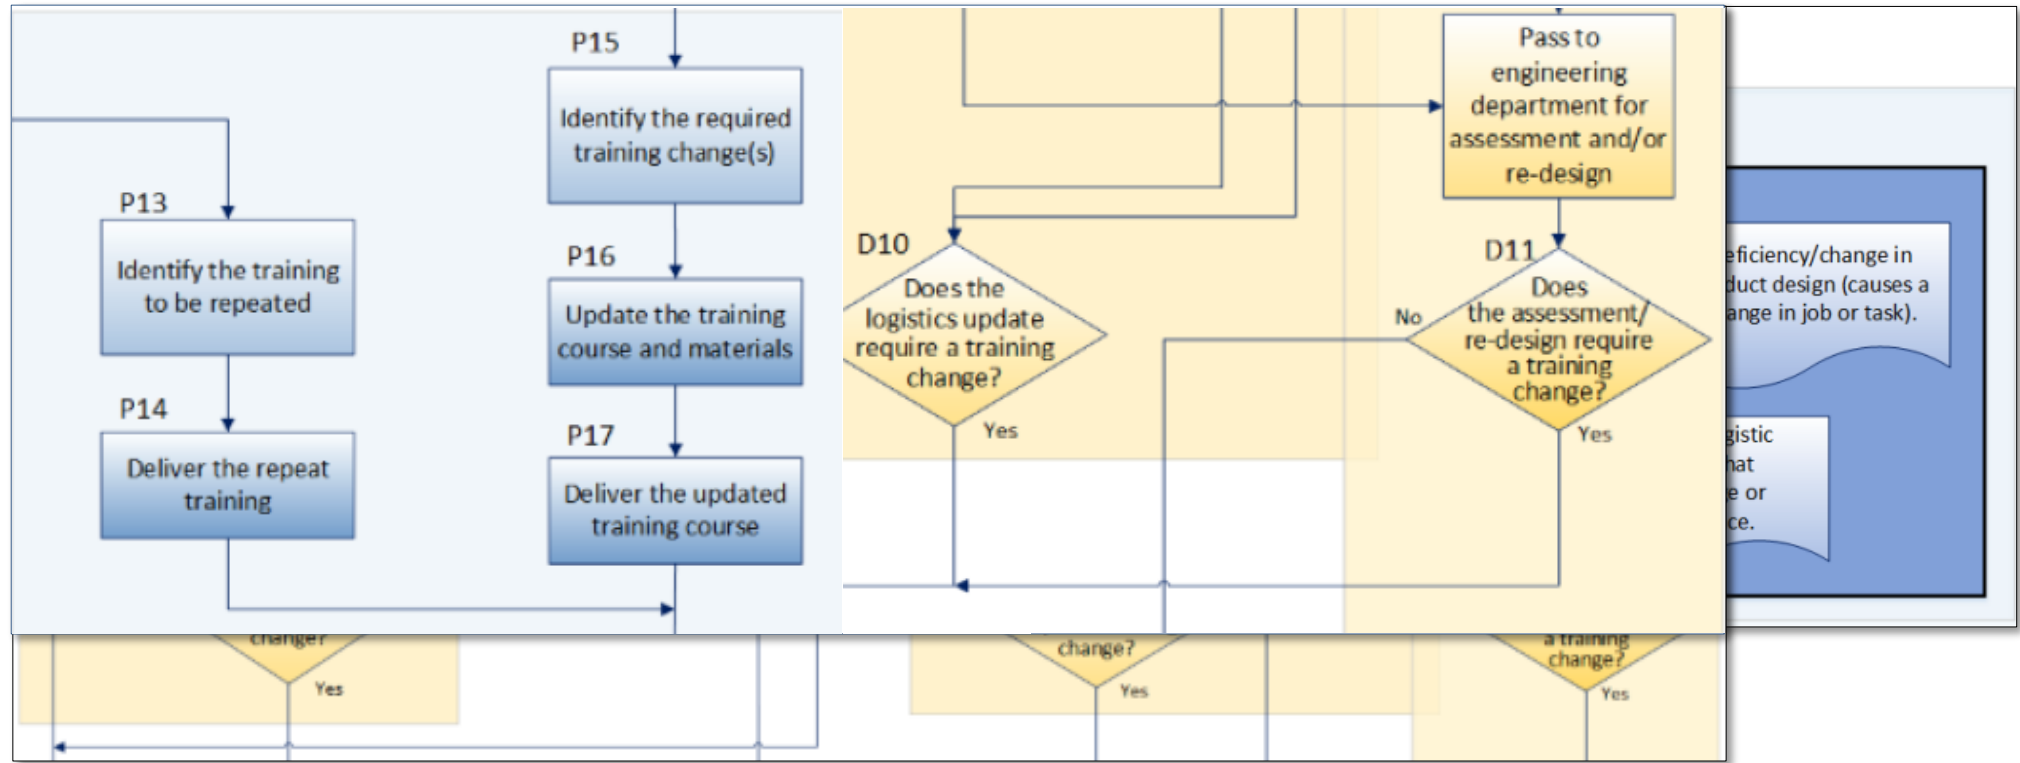 P15
Identify the required
training change(s)
P13
Identify the training
to be repeated
P16
Update the training
course and materials
P14
Deliver the repeat
training
P17
Deliver the updated
training course
Pass to
engineering
department for
assessment and/or
re-design
D10
Does the
logistics update
require a training
change?
Yes
D11
Does
the assessment/
re-design require
a training
change?
No
Yes
eficiency/change in
duct design (causes a
ange in job or task).
gistic
hat
e or
ce.
change?
Yes
change?
Yes
a training
change?
Yes